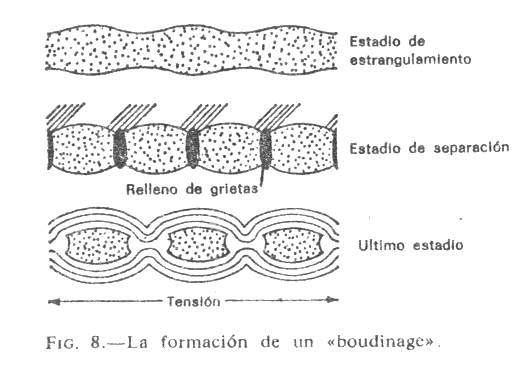 Estadio de
estrangulamiento
Estadio de separación
Relleno de grietas
Ultimo estadio
Tensión
FIG. 8.—La formación de un «boudinage».